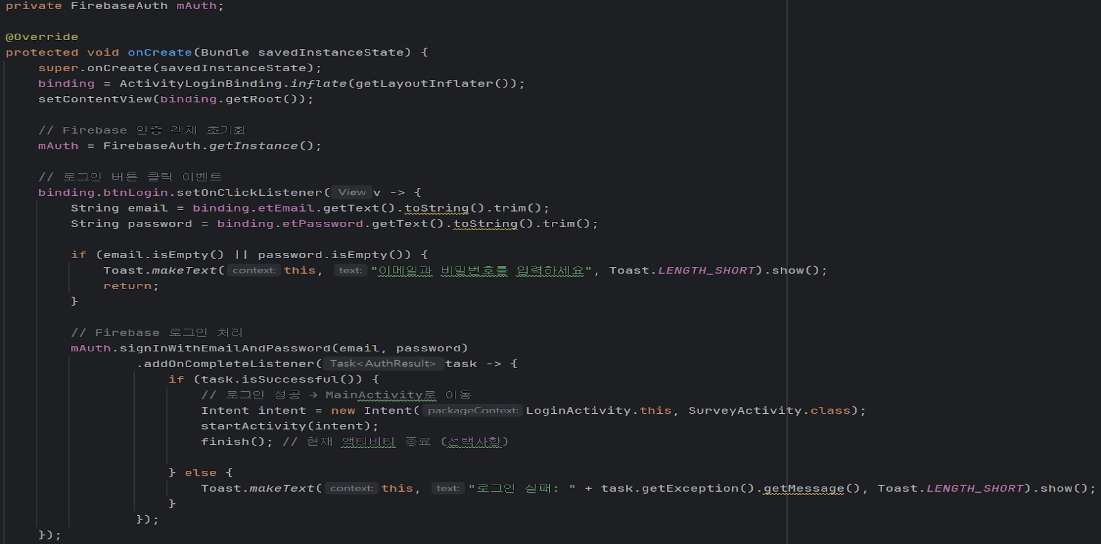 private FirebaseAuth mAuth;
@Override
protected void onCreate(Bundle savedInstanceState) {
super.onCreate(savedInstanceState);
binding = ActivityLoginBinding.inflate(getLayoutInflater());
setContentView(binding.getRoot());
// Firebase 인증 객체 초기화
mAuth = FirebaseAuth.getInstance();
// 로그인 버튼 클릭 이벤트
binding.btnLogin.setOnClickListener( View v -> {
String email = binding.etEmail.getText().toString().trim();
String password = binding.etPassword.getText().toString().trim();
if (email.isEmpty() || password.isEmpty()) {
Toast.makeText( context: this, text: "이메일과 비밀번호를 입력하세요", Toast.LENGTH_SHORT).show();
return;
}
// Firebase 로그인 처리
mAuth.signInWithEmailAndPassword(email, password)
.addOnCompleteListener( Task<AuthResult> task -> {
if (task.isSuccessful()) {
// 로그인 성공 → MainActivity로 이동
Intent intent = new Intent( packageContext: LoginActivity.this, SurveyActivity.class);
startActivity(intent);
finish(); // 현재 액티비티 종료 (선택사항)
} else {
Toast.makeText( context: this, text: "로그인 실패: " + task.getException().getMessage(), Toast.LENGTH_SHORT).show();
}
});
});